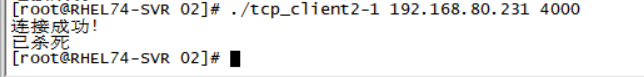 [root@RHEL74-SVR 02]# ./tcp_client2-1 192.168.80.231 4000
连接成功!
已杀死
[root@RHEL74-SVR 02]#